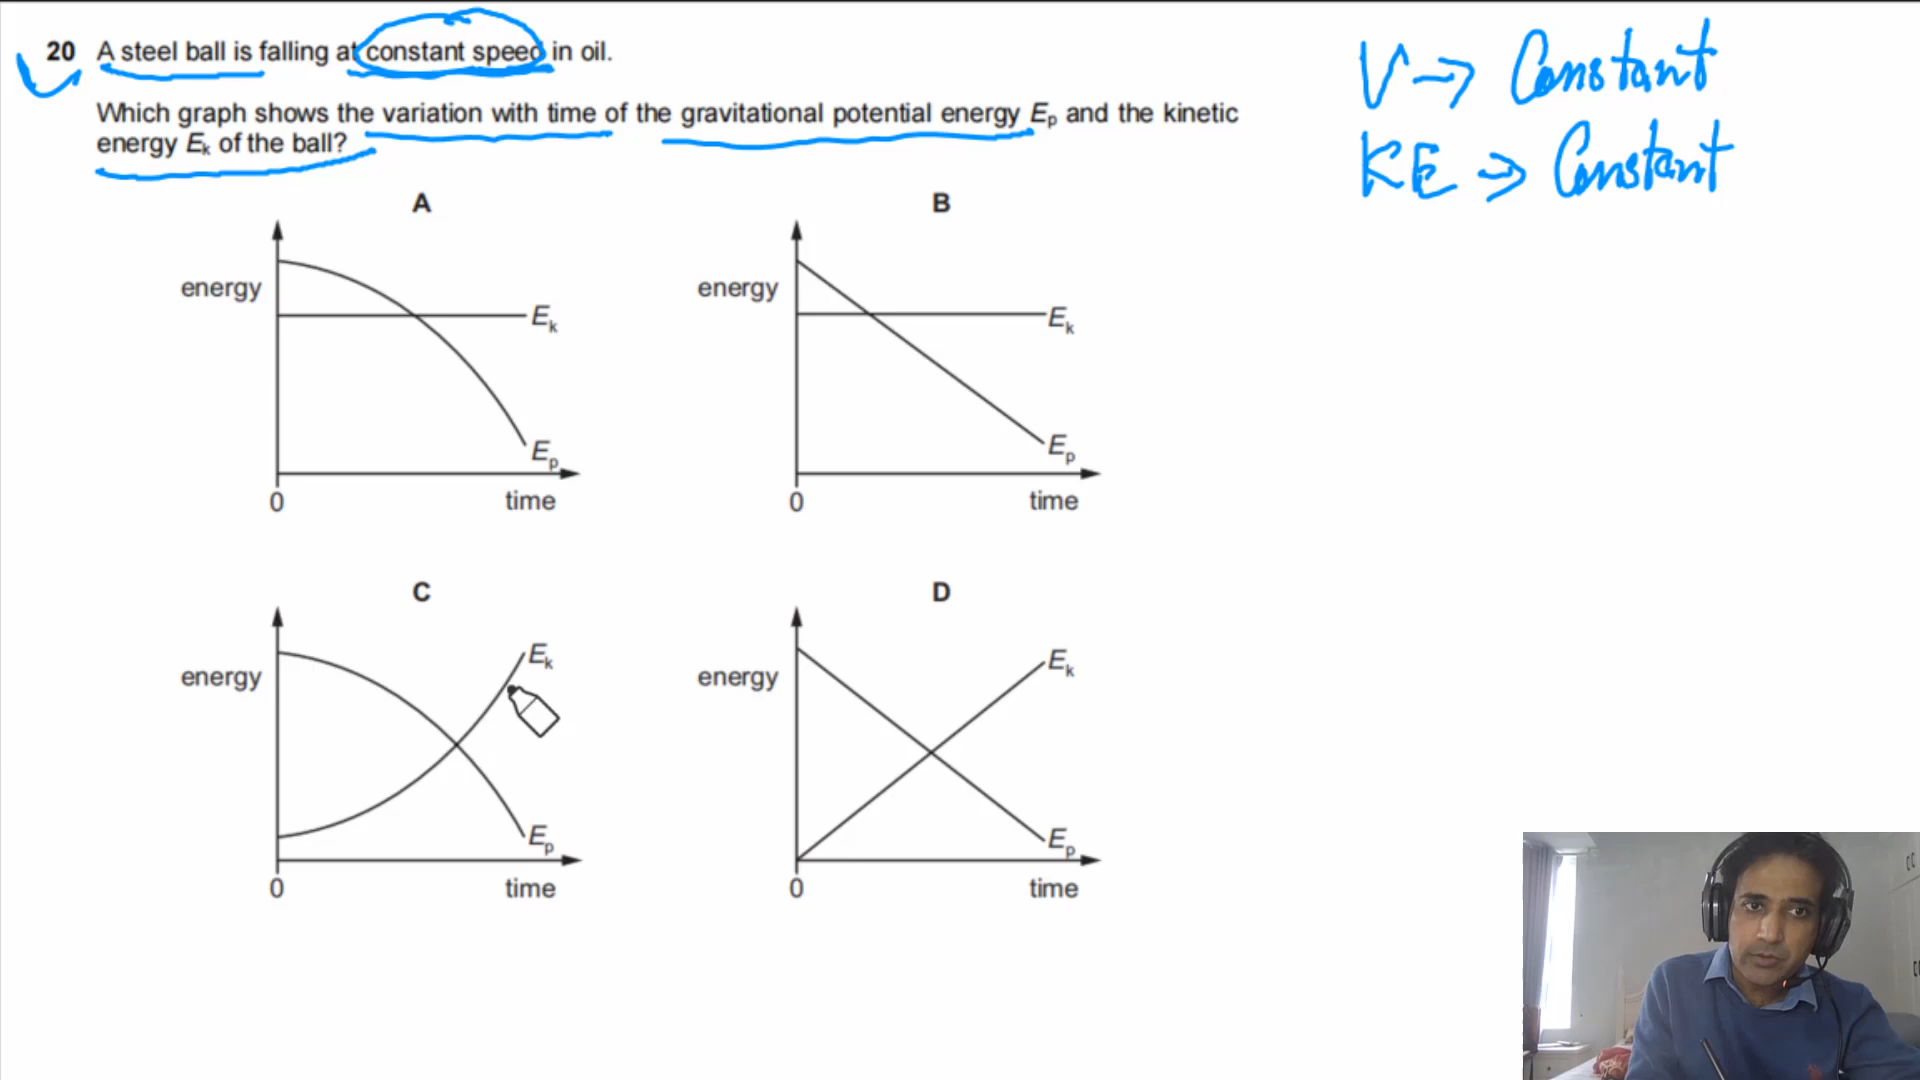 20 A steel ball is falling at constant speed in oil.
Which graph shows the variation with time of the gravitational potential energy Ep and the kinetic
energy Ek of the ball?
V → Constant
KE → Constant
A
energy
Ek
Ep
0
time
B
energy
Ek
Ep
0
time
C
energy
Ek
Ep
0
time
D
energy
Ek
Ep
0
time